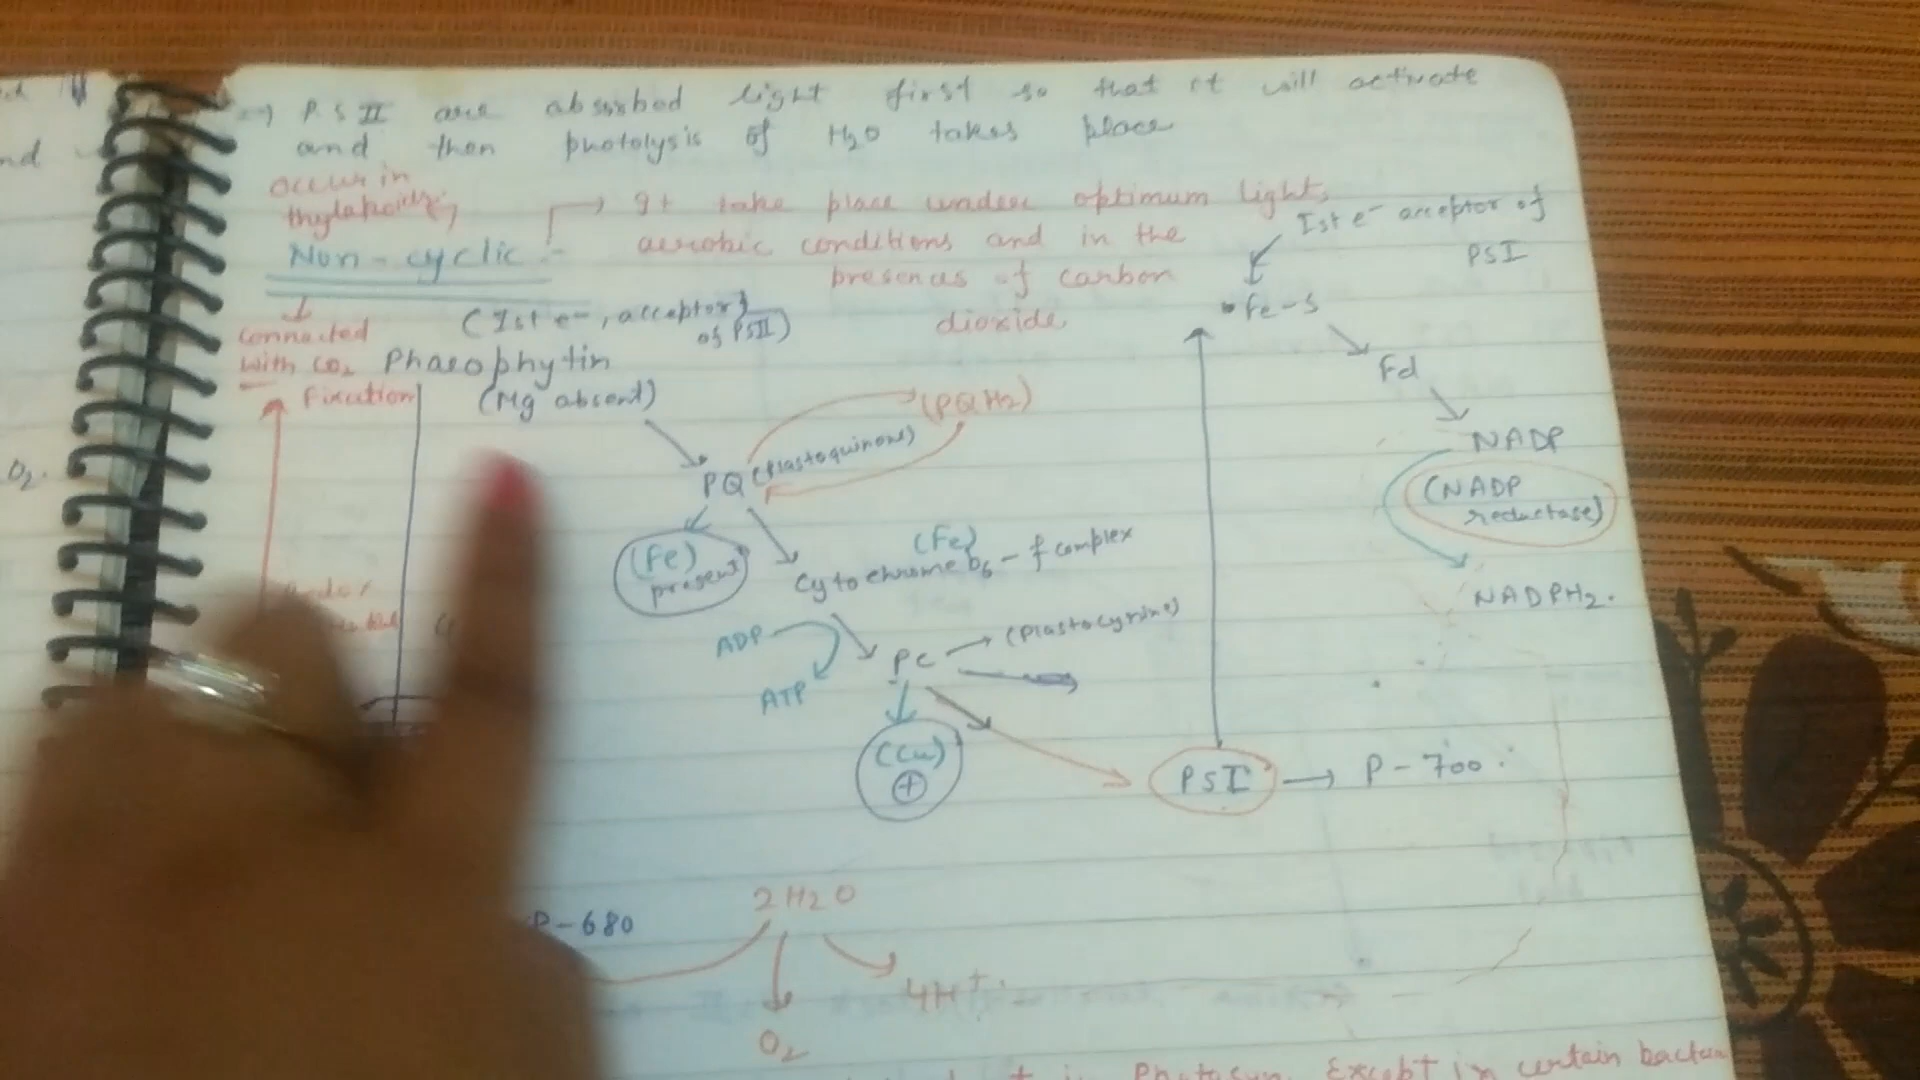 → PS II are absorbed light first so that it will activate
and then photolysis of H2O takes place
occur in
thylakoids,
Non-cyclic :-
→ It take place under optimum light,
aerobic conditions and in the
presenas of carbon
dioxide,
Ist e- acceptor of
PSI
connected
with CO2
Fixation
(Ist e-, acceptor}
of PSII)
Phaeophytin
(Mg absent)
(PQH2)
PQ (Plastoquinone)
(Fe)
present
(Fe)
Cytochrome b6-f complex
ADP
ATP
PC → (Plastocynine)
(Cu)
+
PSI → P-700.
Fe-S
Fd
NADP
(NADP
reductase)
NADPH2.
O2.
P-680
2H2O
4H+.
O2
Except in certain